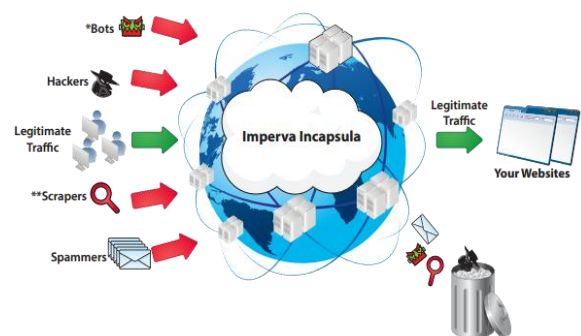 *Bots
Hackers
Legitimate
Traffic
**Scrapers
Spammers
Imperva Incapsula
Legitimate
Traffic
Your Websites